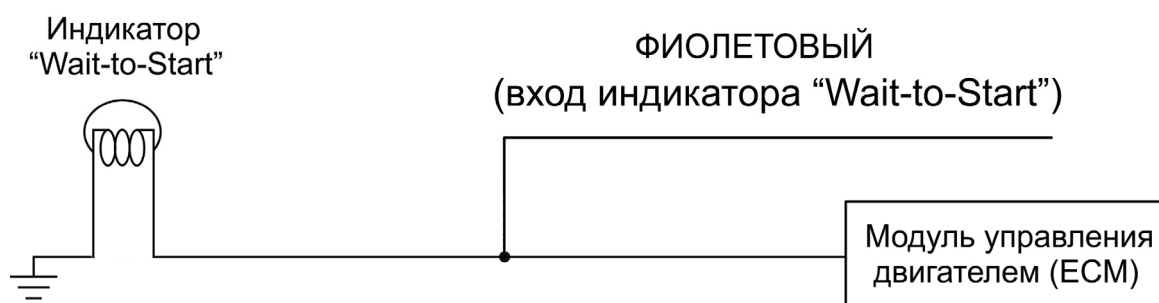 Индикатор
“Wait-to-Start”
ФИОЛЕТОВЫЙ
(вход индикатора “Wait-to-Start”)
Модуль управления
двигателем (ECM)